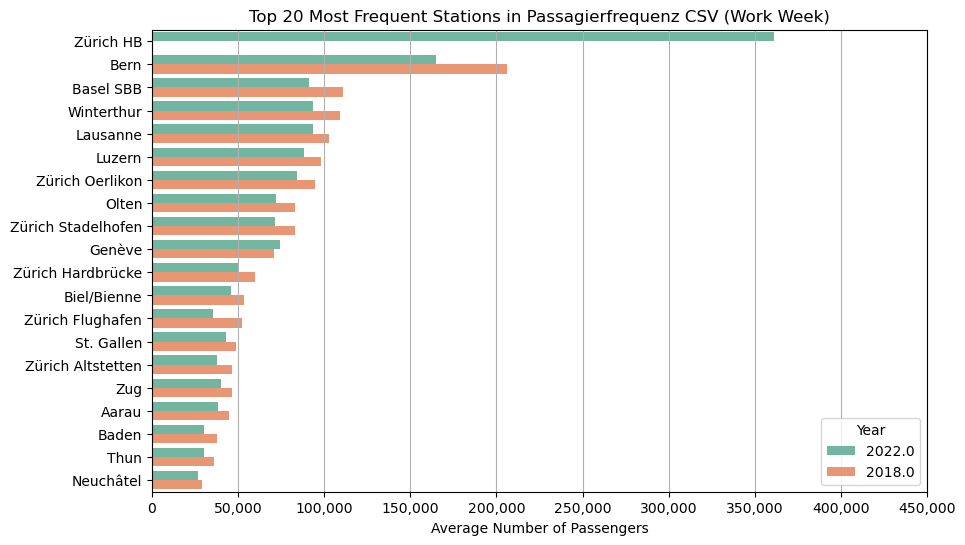 Top 20 Most Frequent Stations in Passagierfrequenz CSV (Work Week)
Zürich HB
Bern
Basel SBB
Winterthur
Lausanne
Luzern
Zürich Oerlikon
Olten
Zürich Stadelhofen
Genève
Zürich Hardbrücke
Biel/Bienne
Zürich Flughafen
St. Gallen
Zürich Altstetten
Zug
Aarau
Baden
Thun
Neuchâtel
Year
2022.0
2018.0
0 50,000 100,000 150,000 200,000 250,000 300,000 350,000 400,000 450,000
Average Number of Passengers